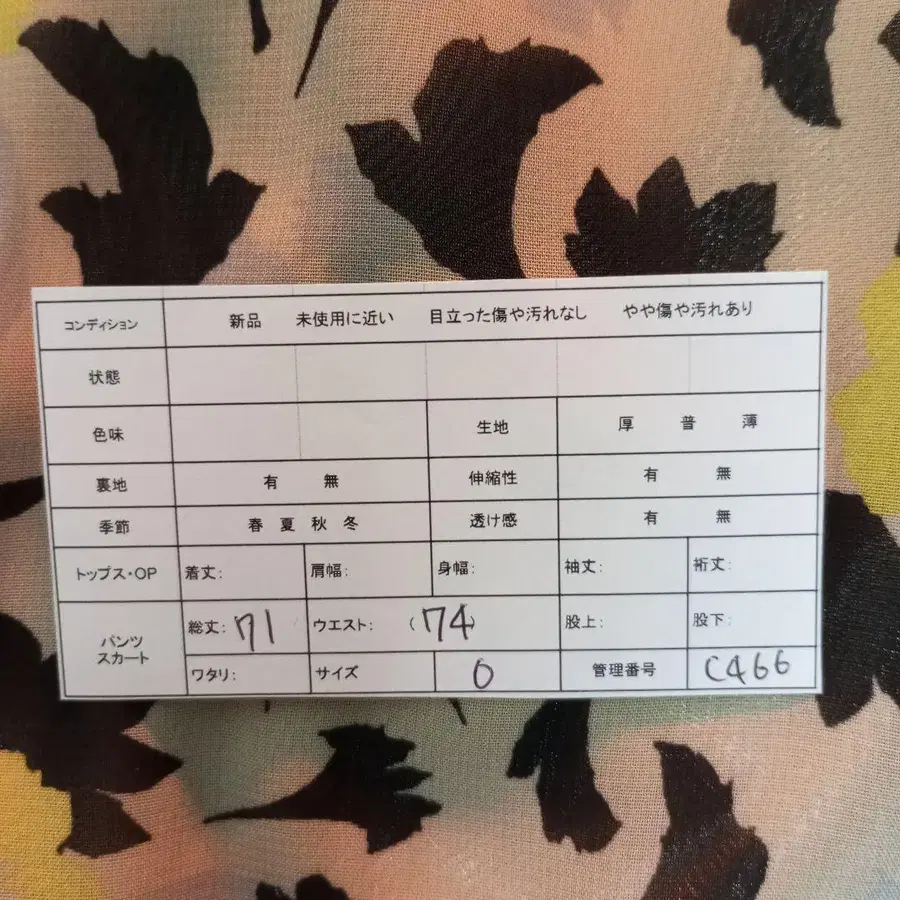 コンディション 新品 未使用に近い 目立った傷や汚れなし やや傷や汚れあり
状態
色味 生地 厚 普 薄
裏地 有 無 伸縮性 有 無
季節 春 夏 秋 冬 透け感 有 無
トップス・OP 着丈: 肩幅: 身幅: 袖丈: 裄丈:
パンツ
スカート
総丈: 71 ウエスト: (74) 股上: 股下:
ワタリ: サイズ 0 管理番号 C466